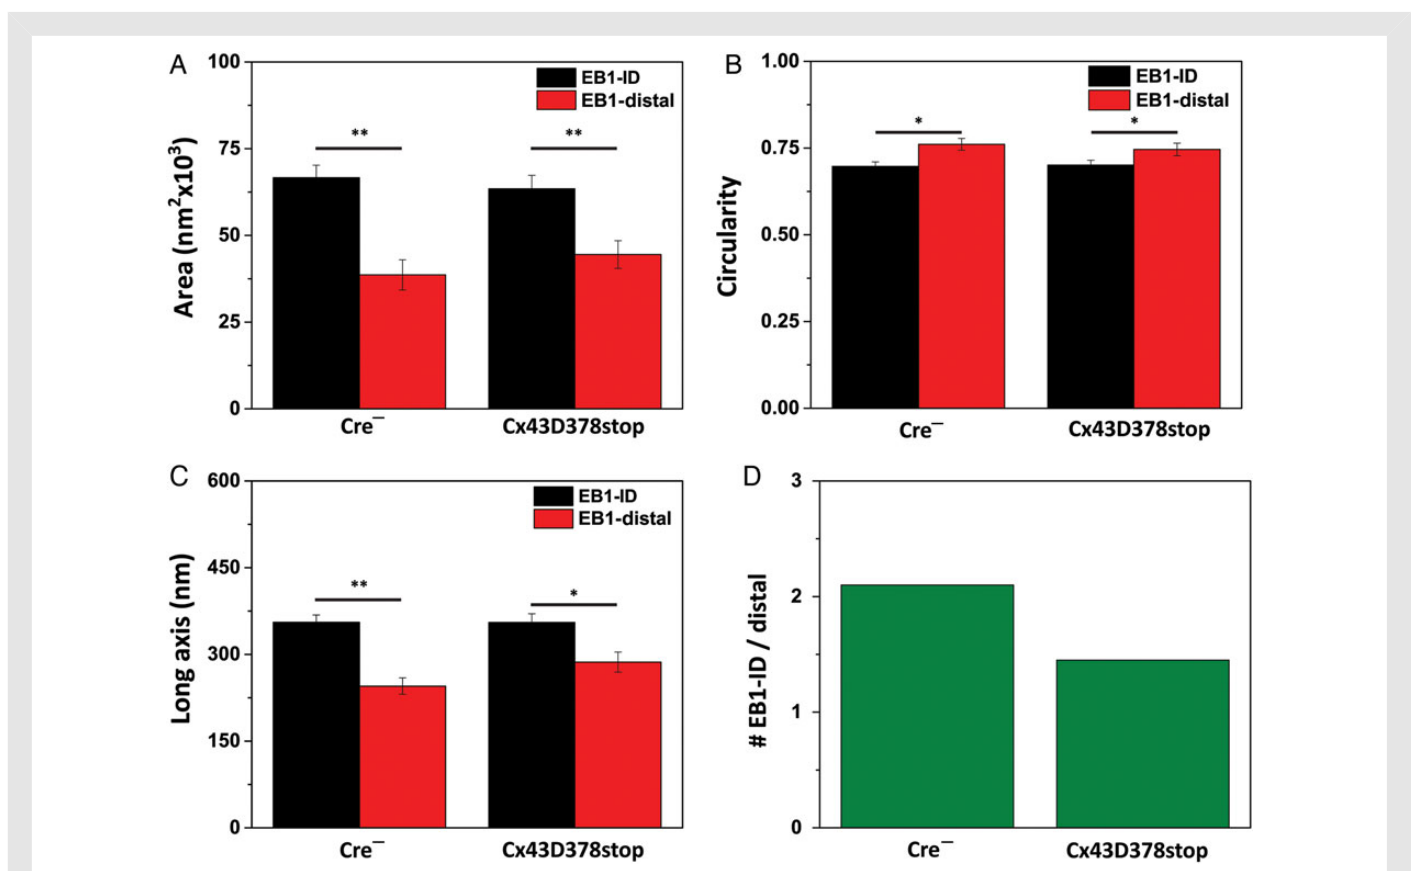 A
Area (nm²x10³)
100
75
50
25
0
EB1-ID
EB1-distal
**
**
Cre¯
Cx43D378stop
B
Circularity
1.00
0.75
0.50
0.25
0.00
EB1-ID
EB1-distal
*
*
Cre¯
Cx43D378stop
C
Long axis (nm)
600
450
300
150
0
EB1-ID
EB1-distal
**
*
Cre¯
Cx43D378stop
D
# EB1-ID / distal
3
2
1
0
Cre¯
Cx43D378stop